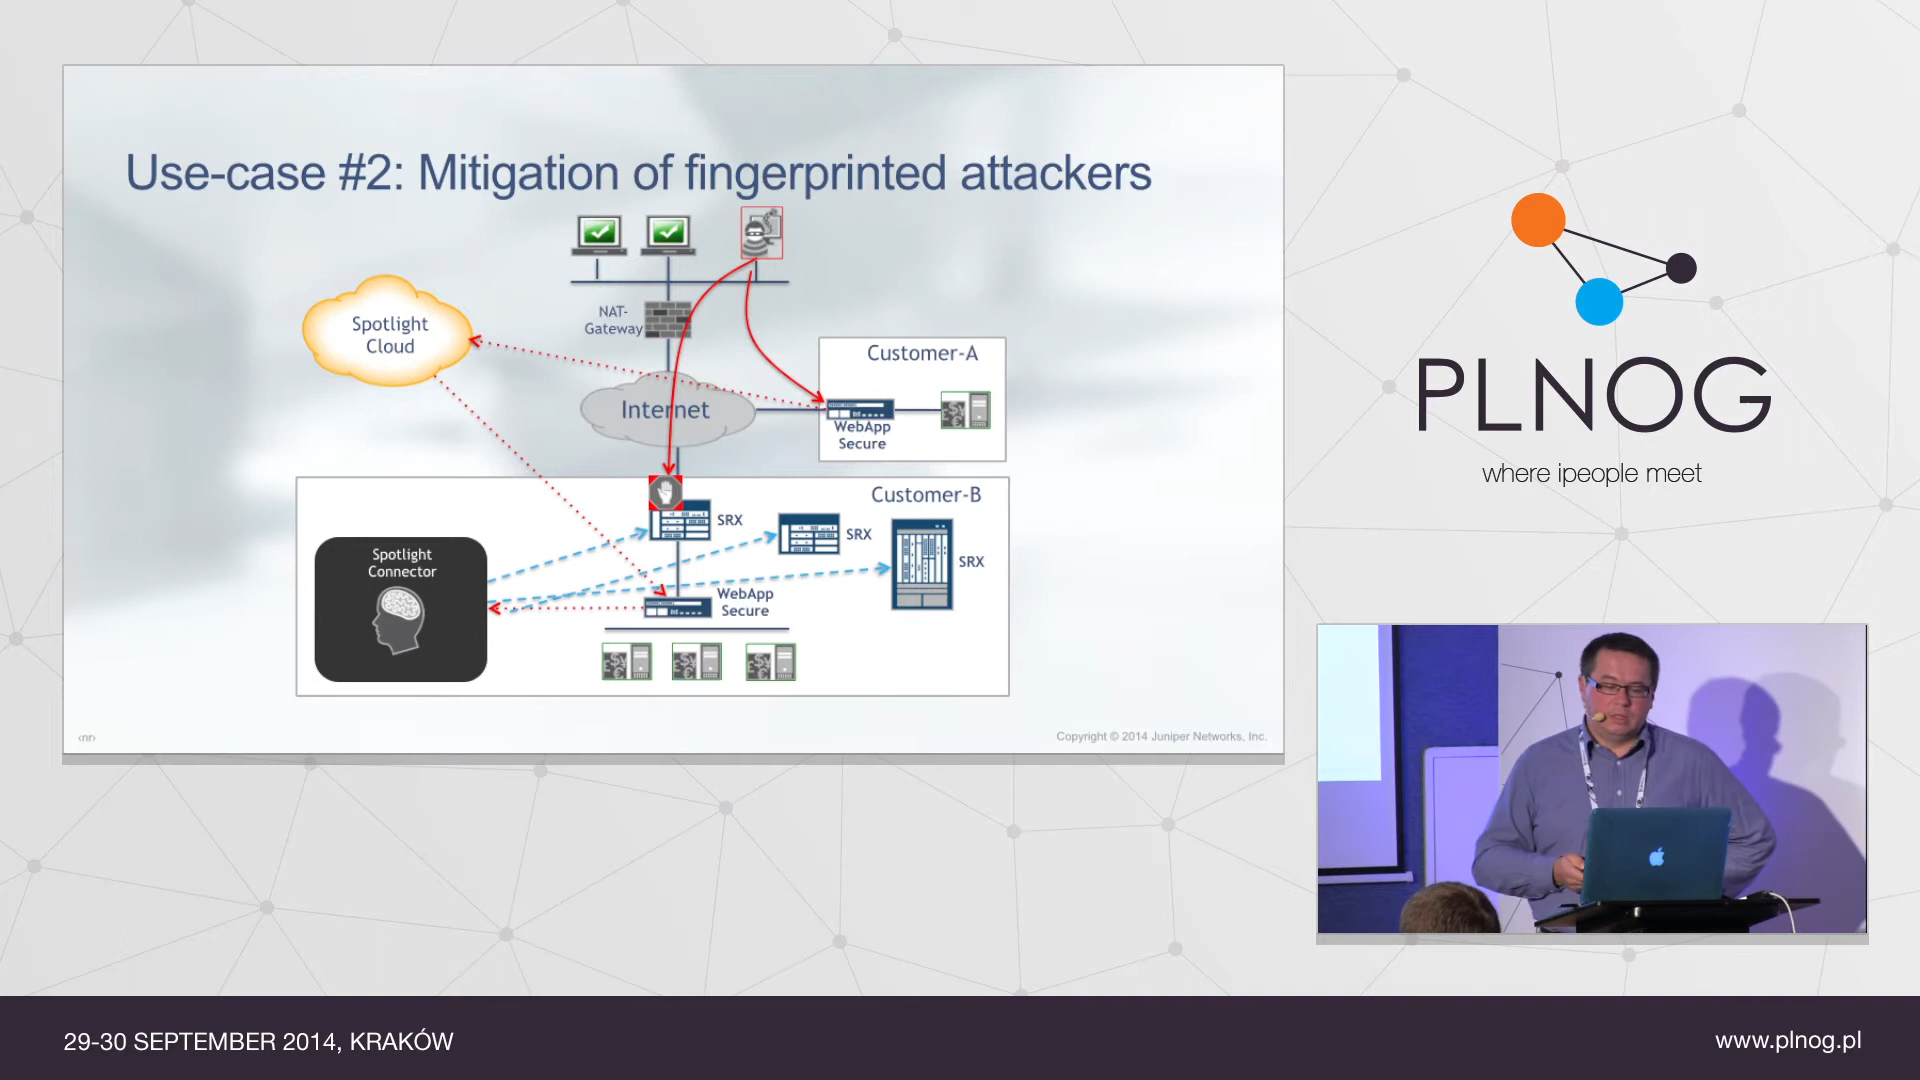 Use-case #2: Mitigation of fingerprinted attackers
Spotlight
Cloud
NAT-
Gateway
Internet
Customer-A
WebApp
Secure
Customer-B
SRX
SRX
SRX
Spotlight
Connector
WebApp
Secure
‹nr›
Copyright © 2014 Juniper Networks, Inc.
PLNOG
where ipeople meet
29-30 SEPTEMBER 2014, KRAKÓW
www.plnog.pl